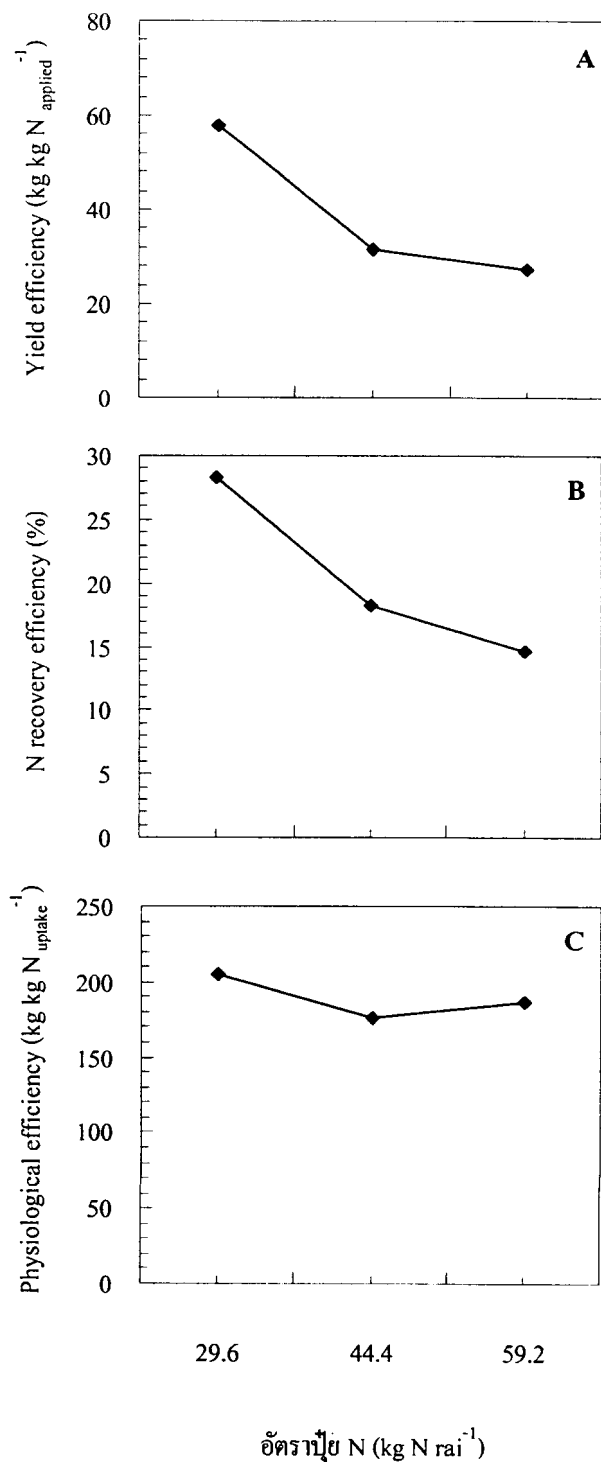 A
Yield efficiency (kg kg N applied⁻¹)
80
60
40
20
0
B
N recovery efficiency (%)
30
25
20
15
10
5
0
C
Physiological efficiency (kg kg N uptake⁻¹)
250
200
150
100
50
0
29.6 44.4 59.2
อัตราปุ๋ย N (kg N rai⁻¹)